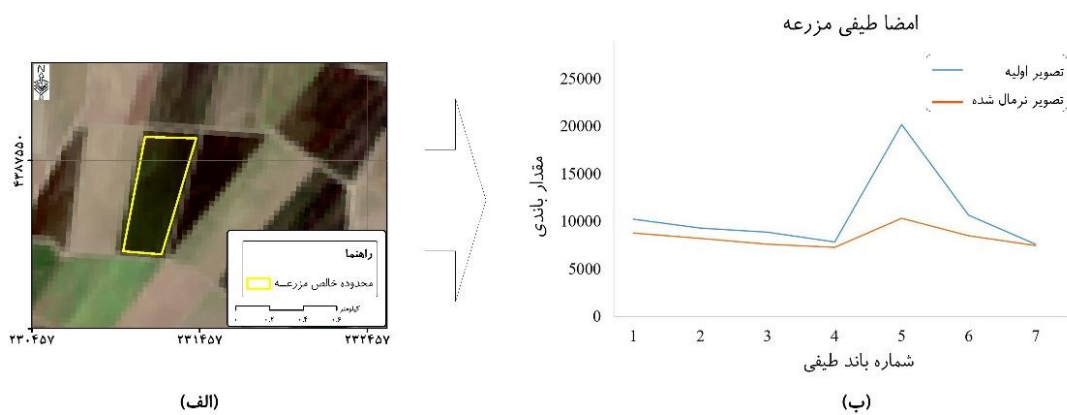 امضا طیفی مزرعه
تصویر اولیه
تصویر نرمال شده
25000
20000
15000
10000
5000
0
مقدار باندی
1 2 3 4 5 6 7
شماره باند طیفی
(ب)
N
۴۳۸۷۵۵۰
راهنما
محدوده خالص مزرعــه
کیلومتر
۰ ۰.۲ ۰.۴ ۰.۶
۲۳۰۴۵۷ ۲۳۱۴۵۷ ۲۳۲۴۵۷
(الف)